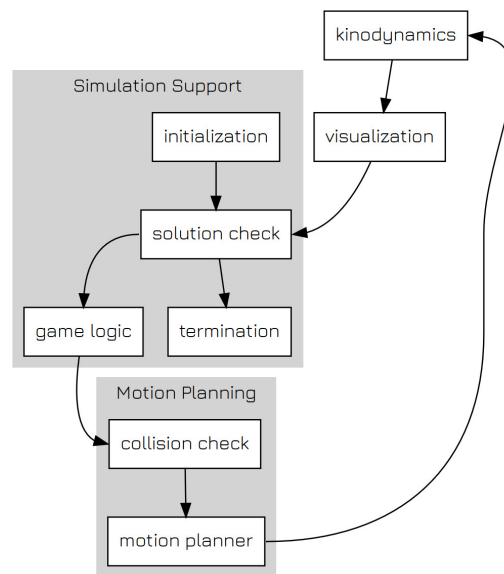 kinodynamics
Simulation Support
initialization
visualization
solution check
game logic
termination
Motion Planning
collision check
motion planner